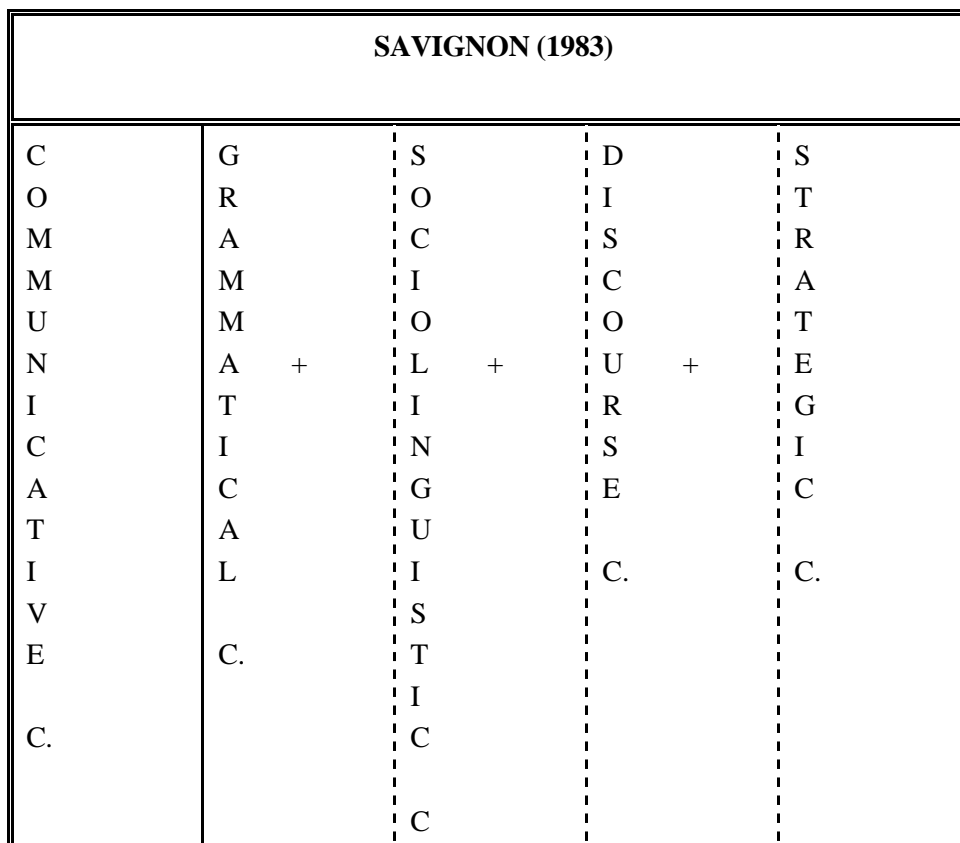 SAVIGNON (1983)
COMMUNICATIVE C.
GRAMMATICAL C.
+
SOCIOLINGUISTIC C
+
DISCOURSE C.
+
STRATEGIC C.